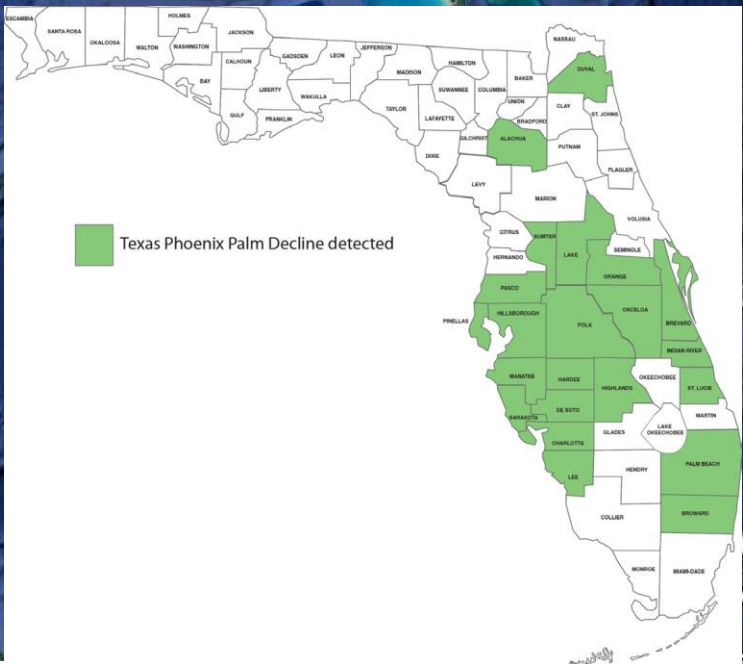 HOLMES
ESCAMBIA
SANTA ROSA
OKALOOSA
WALTON
WASHINGTON
JACKSON
BAY
CALHOUN
GULF
LIBERTY
GADSDEN
FRANKLIN
LEON
WAKULLA
JEFFERSON
MADISON
TAYLOR
HAMILTON
SUWANNEE
LAFAYETTE
DIXIE
COLUMBIA
GILCHRIST
BAKER
UNION
BRADFORD
ALACHUA
LEVY
NASSAU
DUVAL
CLAY
ST. JOHNS
PUTNAM
FLAGLER
MARION
VOLUSIA
CITRUS
SUMTER
LAKE
SEMINOLE
HERNANDO
ORANGE
Texas Phoenix Palm Decline detected
PASCO
OSCELOA
PINELLAS
HILLSBOROUGH
POLK
BREVARD
INDIAN RIVER
MANATEE
HARDEE
HIGHLANDS
OKEECHOBEE
ST. LUCIE
SARASOTA
DE SOTO
MARTIN
CHARLOTTE
GLADES
LAKE
OKEECHOBEE
LEE
HENDRY
PALM BEACH
BROWARD
COLLIER
MONROE
MIAMI-DADE